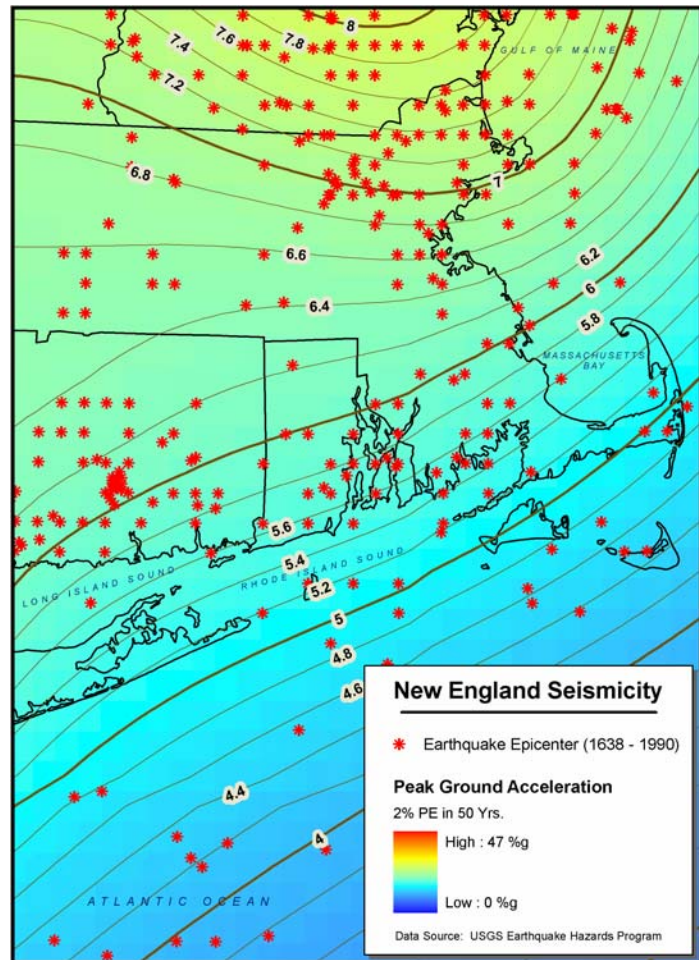 8
7.8
7.6
7.4
7.2
GULF OF MAINE
7
6.8
6.6
6.4
6.2
6
5.8
MASSACHUSETTS
BAY
5.6
5.4
5.2
5
4.8
4.6
4.4
4
LONG ISLAND SOUND
RHODE ISLAND SOUND
ATLANTIC OCEAN
New England Seismicity
Earthquake Epicenter (1638 - 1990)
Peak Ground Acceleration
2% PE in 50 Yrs.
High : 47 %g
Low : 0 %g
Data Source: USGS Earthquake Hazards Program